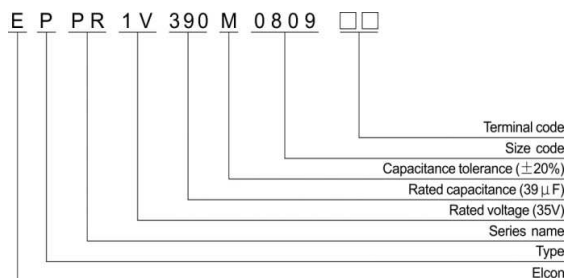 E P PR 1V 390 M 0809 □□
Terminal code
Size code
Capacitance tolerance (±20%)
Rated capacitance (39μF)
Rated voltage (35V)
Series name
Type
Elcon